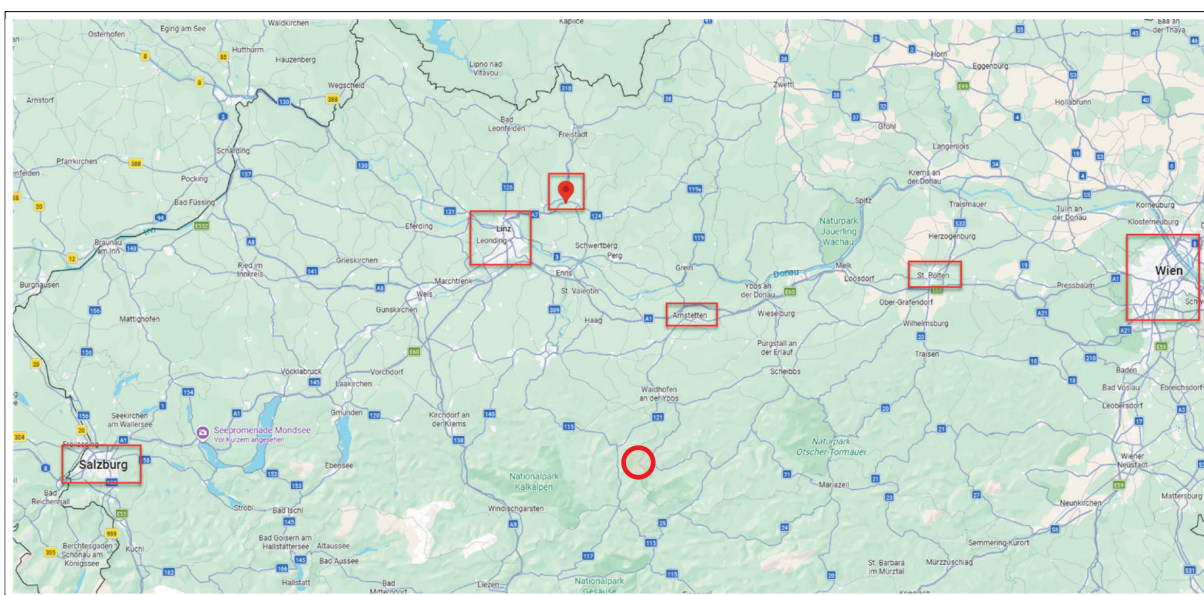 Eging am See
Waldkirchen
Kaplice
41
Bad an
der Thaya
Osterhofen
Hutthurm
Hauzenberg
Lipno nad
Vltavou
Horn
Eggenburg
Wegscheid
Zwettl
Hollabrunn
Arnstorf
Bad
Leonfelden
Freistadt
Gföhl
Schärding
Langenlois
Pfarrkirchen
Pocking
Krems an
der Donau
Bad Füssing
Spitz
Traismauer
Tulln an
der Donau
Korneuburg
Klosterneuburg
Eferding
Linz
Leonding
Naturpark
Jauerling
Wachau
Herzogenburg
Braunau
am Inn
Schwertberg
Perg
Ried im
Innkreis
Grieskirchen
Marchtrenk
Enns
Grein
Donau
Melk
Loosdorf
St. Pölten
Wien
Burghausen
Wels
St. Valentin
Ybbs an
der Donau
Pressbaum
Mattighofen
Gunskirchen
Haag
Amstetten
Wieselburg
Ober-Grafendorf
Wilhelmsburg
Purgstall an
der Erlauf
Traisen
Vöcklabruck
Vorchdorf
Scheibbs
Baden
Laakirchen
Waidhofen
an der Ybbs
Bad Vöslau
Ebreichsdorf
Seekirchen
am Wallersee
Gmunden
Kirchdorf an
der Krems
Leobersdorf
Seepromenade Mondsee
Vor Kurzem angesehen
Freilassing
Naturpark
Ötscher-Tormäuer
Salzburg
Ebensee
Wiener
Neustadt
Bad
Reichenhall
Nationalpark
Kalkalpen
Mariazell
Mattersburg
Strobl
Bad Ischl
Windischgarsten
Neunkirchen
Berchtesgaden
Schönau am
Königssee
Kuchl
Bad Goisern am
Hallstättersee
Altaussee
Bad Aussee
Semmering-Kurort
St. Barbara
im Mürztal
Mürzzuschlag
Hallstatt
Bad
Mitterndorf
Liezen
Nationalpark
Gesäuse